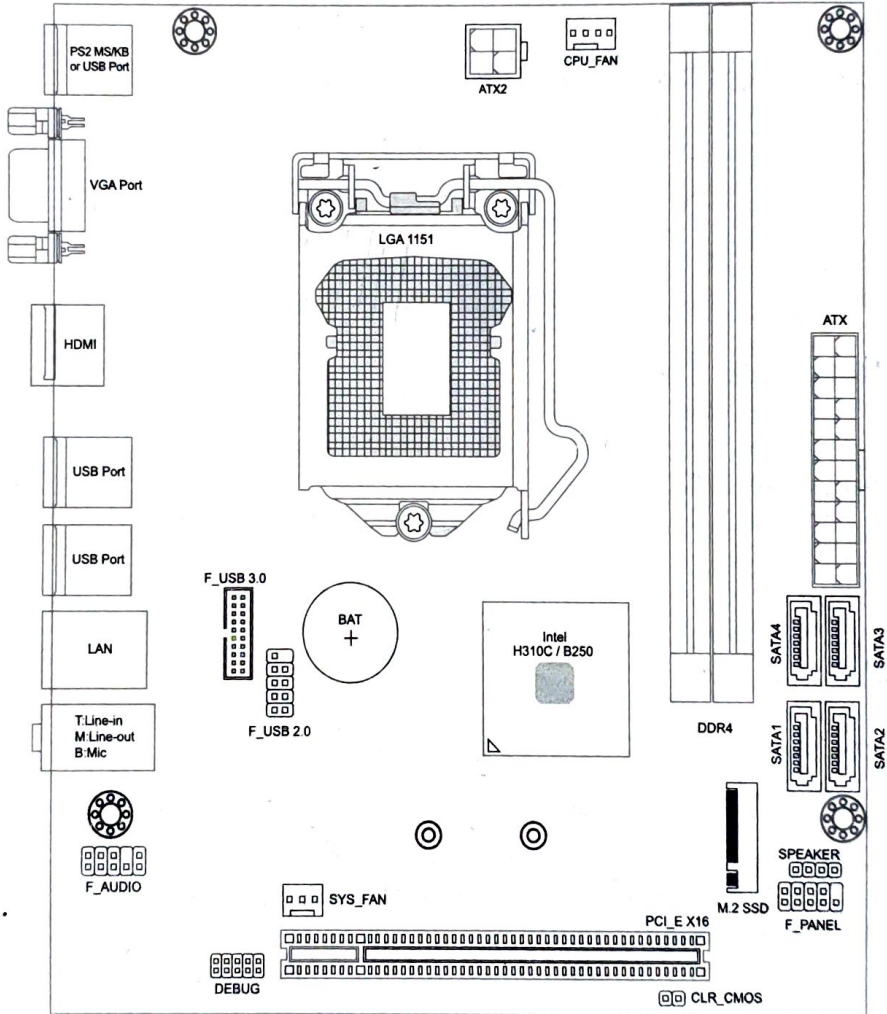 PS2 MS/KB
or USB Port
ATX2
CPU_FAN
VGA Port
LGA 1151
HDMI
ATX
USB Port
USB Port
F_USB 3.0
BAT
+
Intel
H310C / B250
LAN
SATA4
SATA3
F_USB 2.0
T:Line-in
M:Line-out
B:Mic
DDR4
SATA1
SATA2
F_AUDIO
SYS_FAN
M.2 SSD
SPEAKER
F_PANEL
PCI_E X16
DEBUG
CLR_CMOS